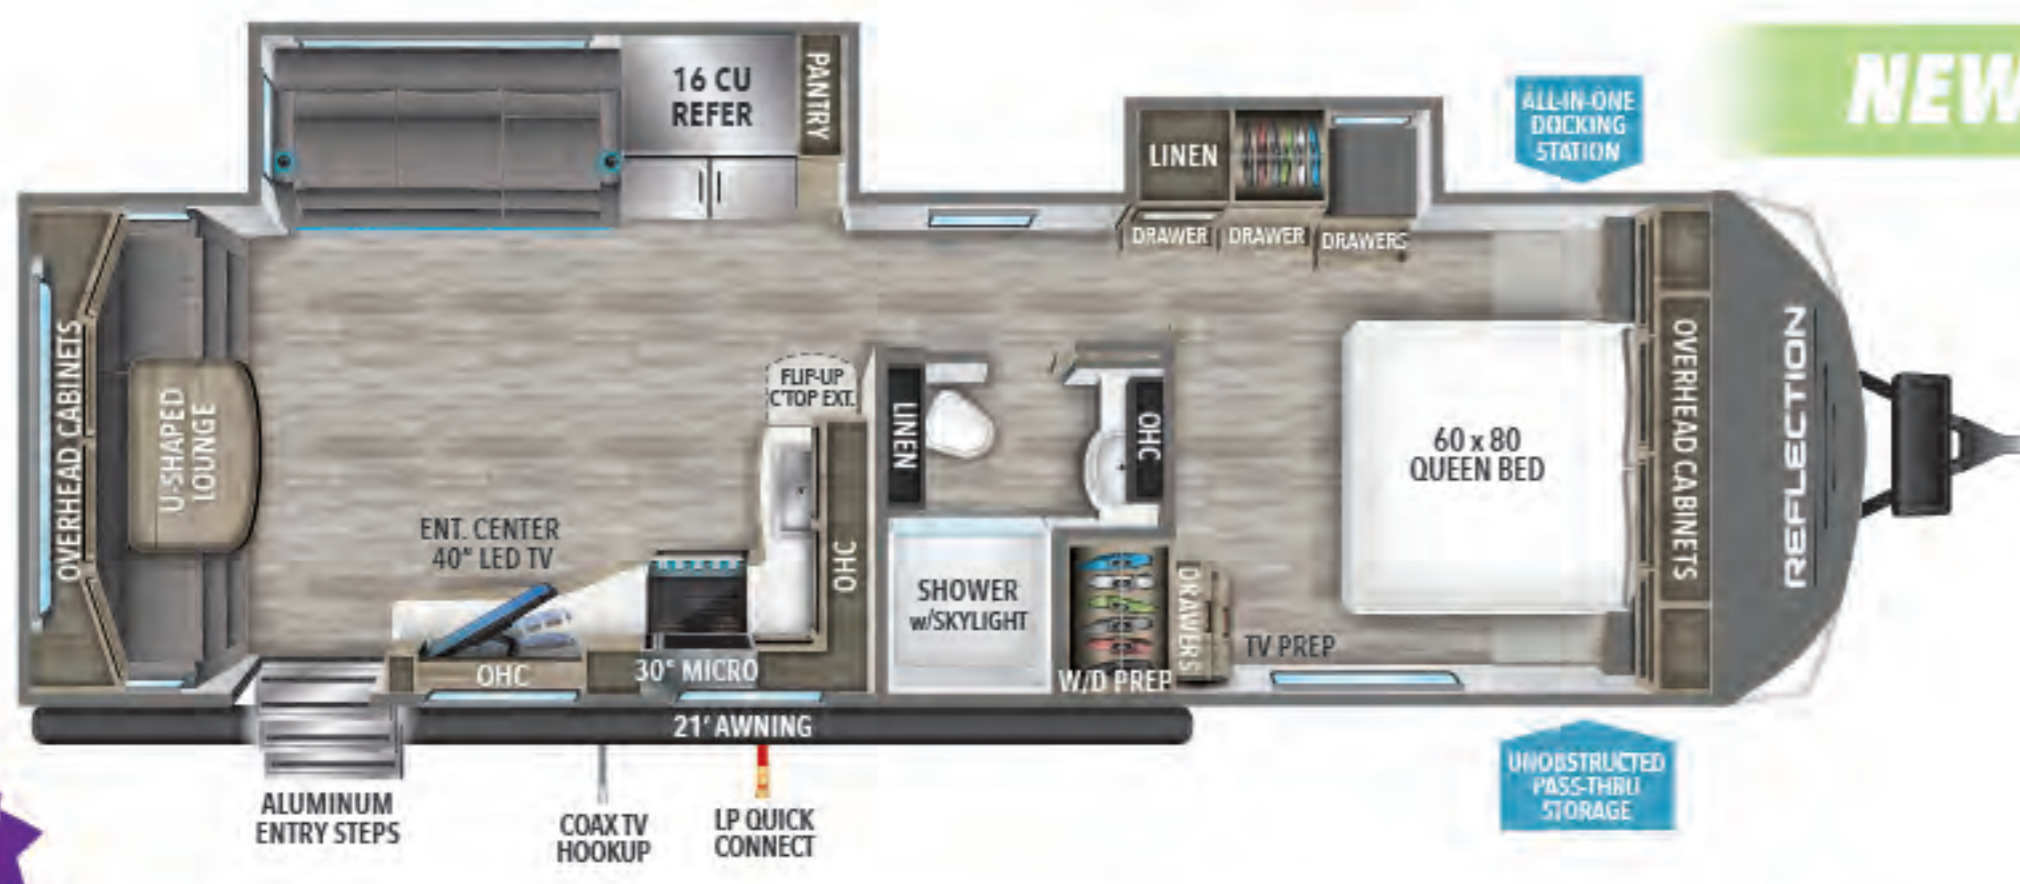 NEW
16 CU
REFER
PANTRY
LINEN
ALL-IN-ONE
DOCKING
STATION
DRAWER
DRAWER
DRAWERS
OVERHEAD CABINETS
U-SHAPED
LOUNGE
FLIP-UP
C'TOP EXT.
LINEN
OHC
60 x 80
QUEEN BED
OVERHEAD CABINETS
REFLECTION
ENT. CENTER
40" LED TV
OHC
SHOWER
w/SKYLIGHT
DRAWERS
TV PREP
OHC
30" MICRO
W/D PREP
21' AWNING
ALUMINUM
ENTRY STEPS
COAX TV
HOOKUP
LP QUICK
CONNECT
UNOBSTRUCTED
PASS-THRU
STORAGE